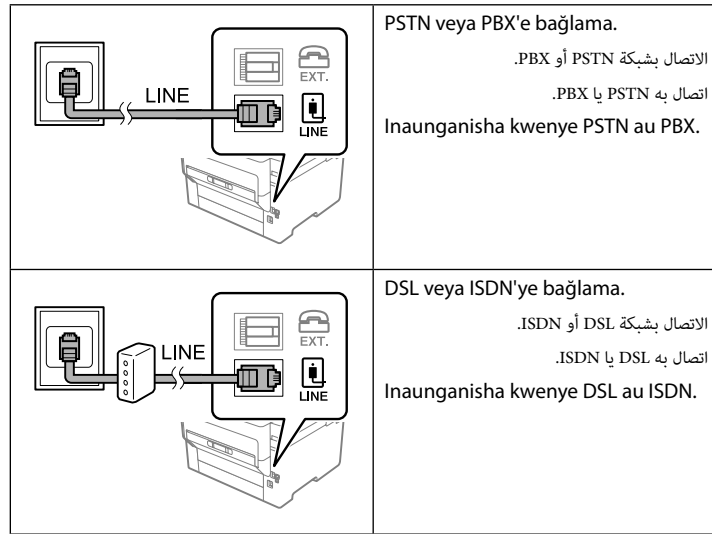 LINE
EXT.
LINE
PSTN veya PBX'e bağlama.
الاتصال بشبكة PSTN أو PBX.
اتصال به PSTN یا PBX.
Inaunganisha kwenye PSTN au PBX.
LINE
EXT.
LINE
DSL veya ISDN'ye bağlama.
الاتصال بشبكة DSL أو ISDN.
اتصال به DSL یا ISDN.
Inaunganisha kwenye DSL au ISDN.